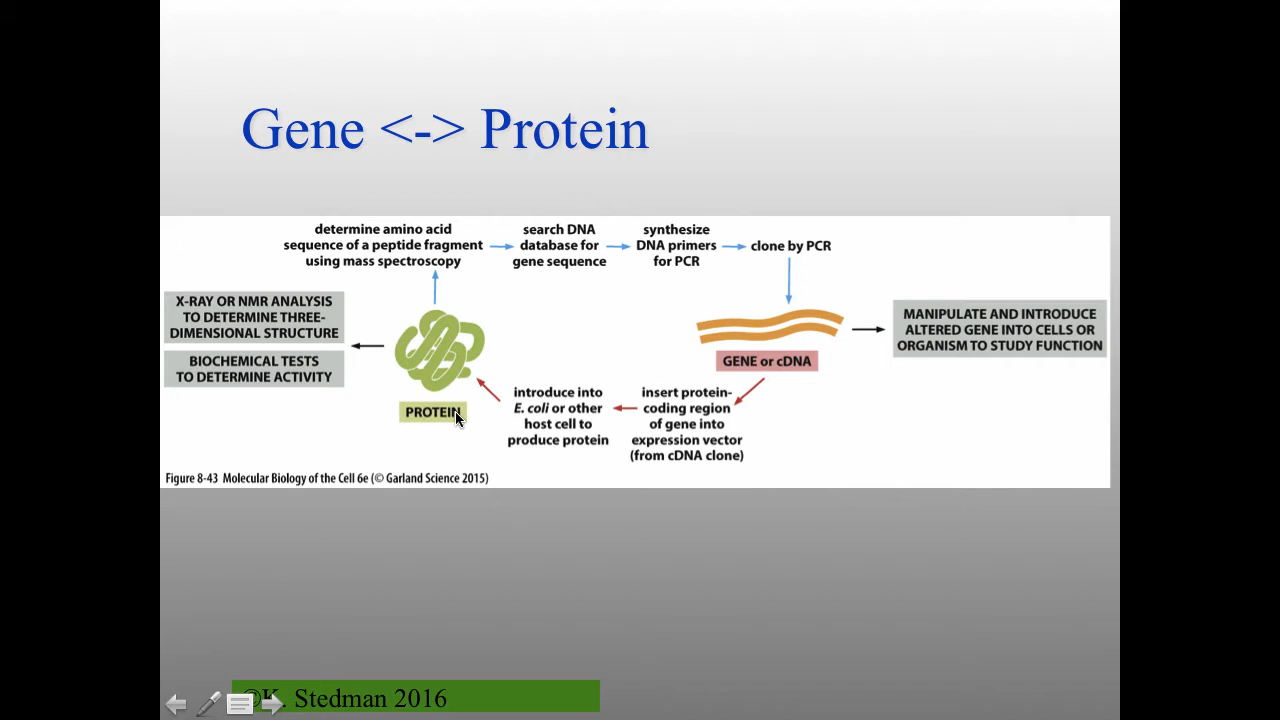 Gene <-> Protein
determine amino acid
sequence of a peptide fragment
using mass spectroscopy
search DNA
database for
gene sequence
synthesize
DNA primers
for PCR
clone by PCR
X-RAY OR NMR ANALYSIS
TO DETERMINE THREE-
DIMENSIONAL STRUCTURE
BIOCHEMICAL TESTS
TO DETERMINE ACTIVITY
PROTEIN
introduce into
E. coli or other
host cell to
produce protein
insert protein-
coding region
of gene into
expression vector
(from cDNA clone)
GENE or cDNA
MANIPULATE AND INTRODUCE
ALTERED GENE INTO CELLS OR
ORGANISM TO STUDY FUNCTION
Figure 8-43 Molecular Biology of the Cell 6e (© Garland Science 2015)
©K. Stedman 2016